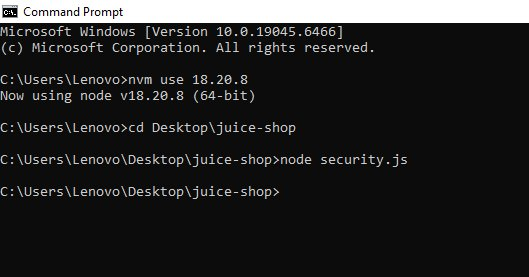 Command Prompt
Microsoft Windows [Version 10.0.19045.6466]
(c) Microsoft Corporation. All rights reserved.
C:\Users\Lenovo>nvm use 18.20.8
Now using node v18.20.8 (64-bit)
C:\Users\Lenovo>cd Desktop\juice-shop
C:\Users\Lenovo\Desktop\juice-shop>node security.js
C:\Users\Lenovo\Desktop\juice-shop>